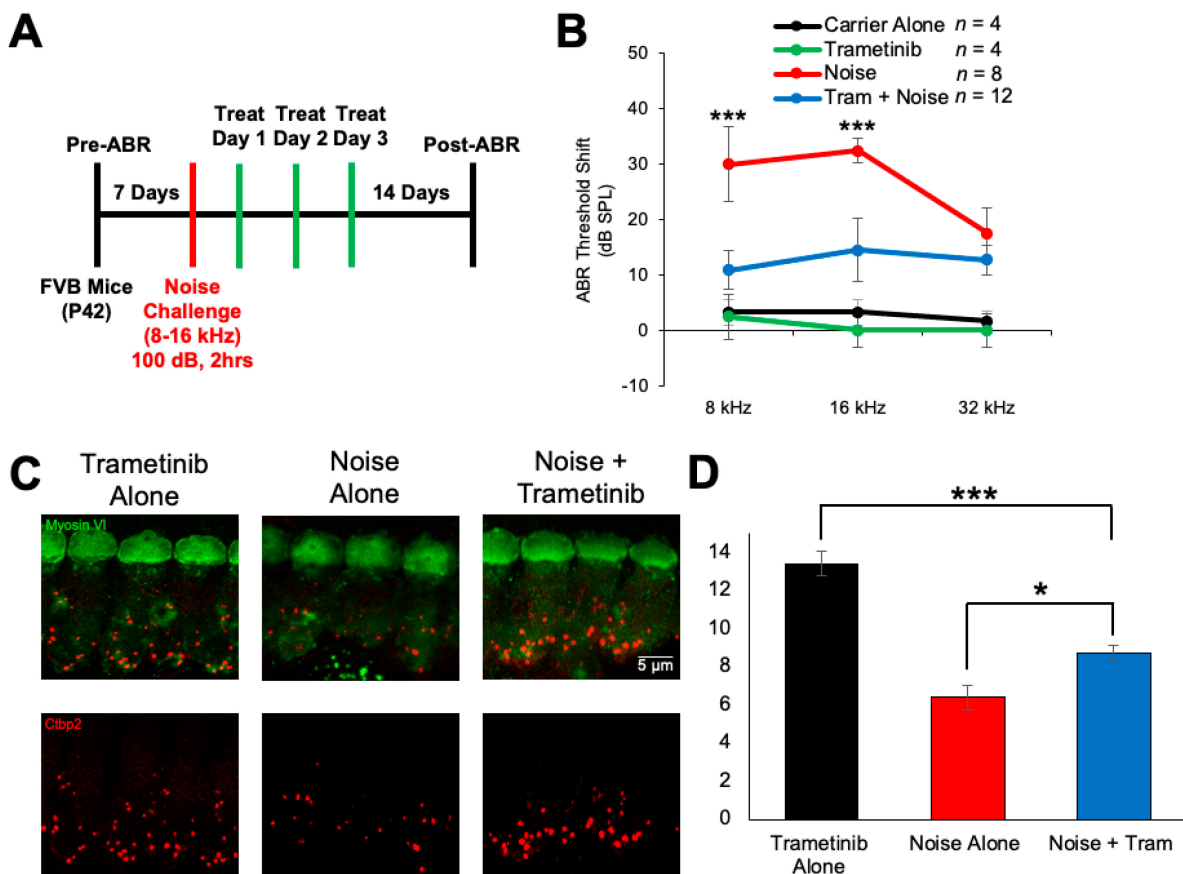 A
Treat Treat Treat
Day 1 Day 2 Day 3
Pre-ABR
Post-ABR
7 Days
14 Days
FVB Mice
(P42)
Noise
Challenge
(8-16 kHz)
100 dB, 2hrs
B
Carrier Alone n = 4
Trametinib n = 4
Noise n = 8
Tram + Noise n = 12
ABR Threshold Shift
(dB SPL)
50
40
30
20
10
0
-10
***
***
8 kHz
16 kHz
32 kHz
C
Trametinib
Alone
Noise
Alone
Noise +
Trametinib
Myosin VI
5 µm
Ctbp2
D
***
*
14
12
10
8
6
4
2
0
Trametinib
Alone
Noise Alone
Noise + Tram